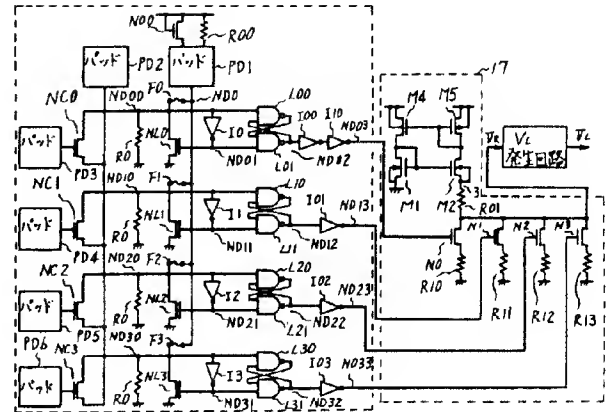 N00
R00
17
パッド
PD2
パッド
PD1
M4
M5
NC0
ND00
F0
ND0
L00
I00
I10
ND03
VR
VL
発生回路
VL
パッド
PD3
R0
NL0
I0
ND01
L01
ND02
M1
M2
3
R01
NC1
ND10
F1
L10
I01
ND13
パッド
PD4
R0
NL1
I1
ND11
L11
ND12
N0
N1
N2
N3
R10
R11
R12
R13
NC2
ND20
F2
L20
I02
ND23
パッド
PD5
R0
NL2
I2
ND21
L21
ND22
PD6
NC3
ND30
F3
L30
I03
ND33
パッド
R0
NL3
I3
ND31
L31
ND32